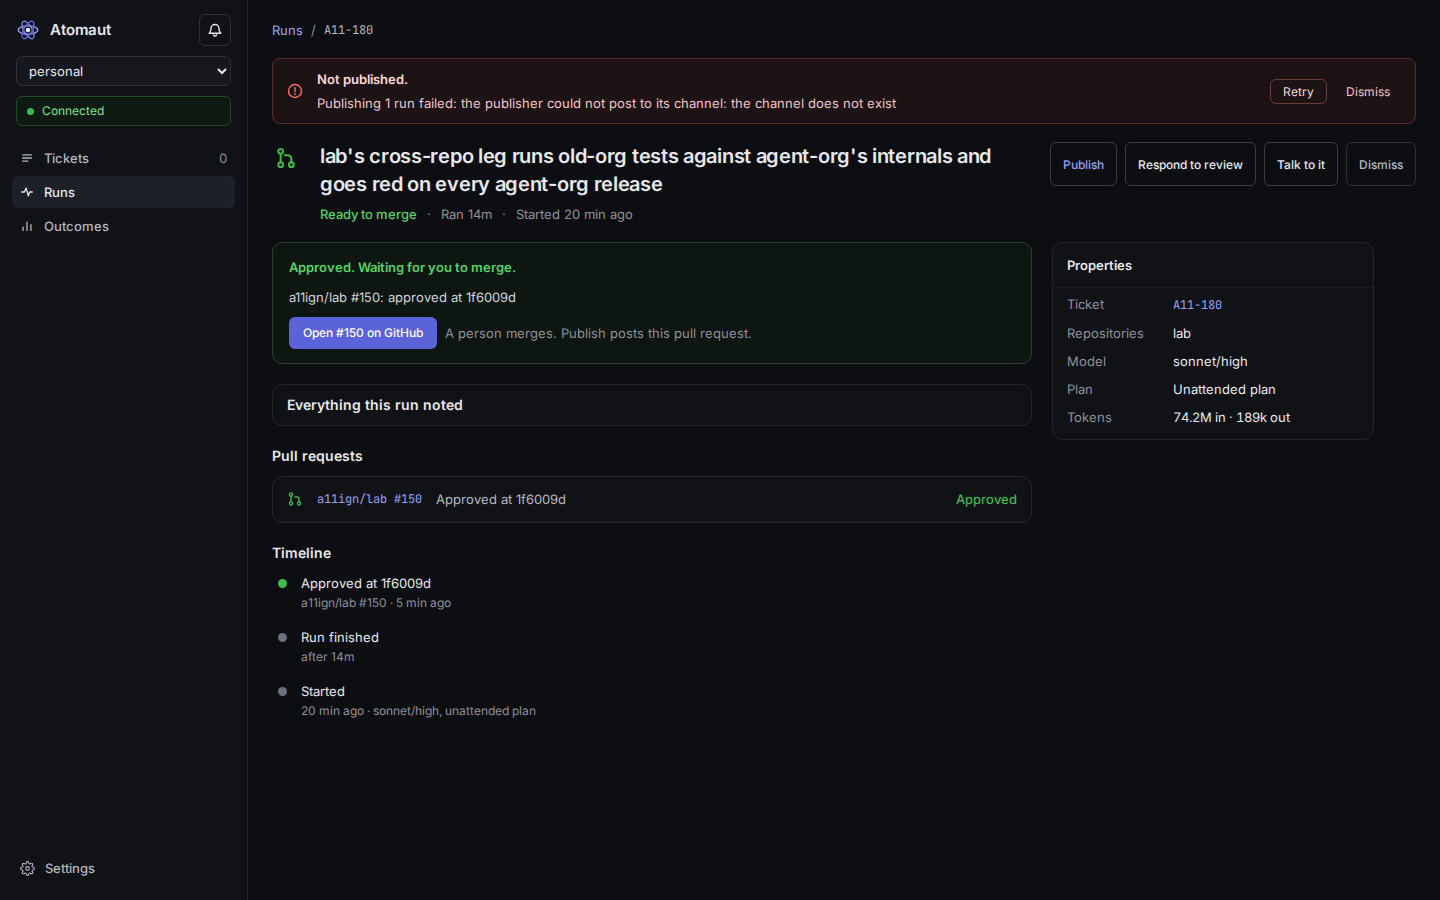 Atomaut
personal
Connected
Tickets 0
Runs
Outcomes
Settings
Runs / A11-180
Not published.
Publishing 1 run failed: the publisher could not post to its channel: the channel does not exist
Retry Dismiss
lab's cross-repo leg runs old-org tests against agent-org's internals and
goes red on every agent-org release
Ready to merge · Ran 14m · Started 20 min ago
Publish Respond to review Talk to it Dismiss
Approved. Waiting for you to merge.
a11ign/lab #150: approved at 1f6009d
Open #150 on GitHub A person merges. Publish posts this pull request.
Everything this run noted
Pull requests
a11ign/lab #150 Approved at 1f6009d Approved
Timeline
Approved at 1f6009d
a11ign/lab #150 · 5 min ago
Run finished
after 14m
Started
20 min ago · sonnet/high, unattended plan
Properties
Ticket A11-180
Repositories lab
Model sonnet/high
Plan Unattended plan
Tokens 74.2M in · 189k out